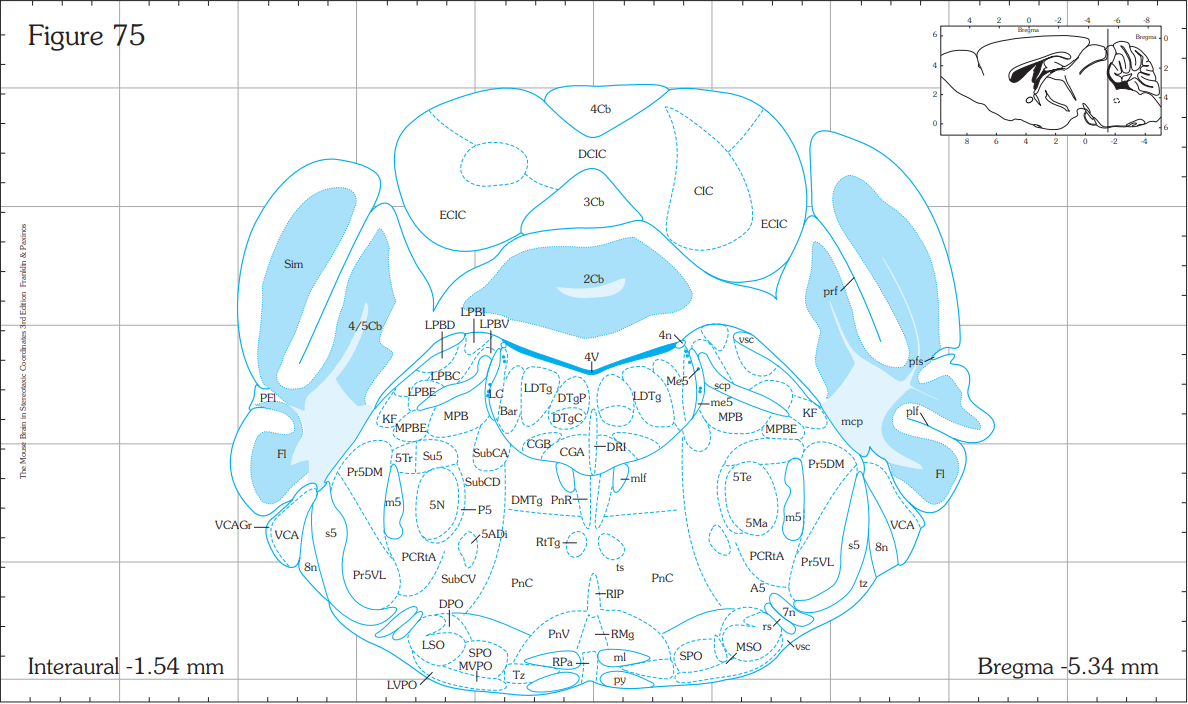 Figure 75
4 2 0 -2 -4 -6 -8
Bregma
Bregma
6 4 2 0
0 2 4 6
8 6 4 2 0 -2 -4
The Mouse Brain in Stereotaxic Coordinates 3rd Edition Franklin & Paxinos
4Cb
DCIC
CIC
3Cb
ECIC
ECIC
Sim
2Cb
prf
LPBI
4/5Cb
LPBD
LPBV
4n
vsc
4V
pfs
LPBC
Me5
scp
LPBE
LC
LDTg
DTgP
LDTg
PFl
me5
Bar
plf
KF
MPB
DTgC
MPB
KF
mcp
MPBE
MPBE
CGB
DRI
Fl
5Tr
Su5
SubCA
CGA
Pr5DM
Pr5DM
Fl
SubCD
mlf
5Te
m5
5N
DMTg
PnR
P5
m5
VCAGr
5Ma
VCA
VCA
s5
5ADi
RtTg
s5
8n
PCRtA
PCRtA
8n
ts
Pr5VL
Pr5VL
SubCV
PnC
PnC
tz
A5
RIP
DPO
7n
rs
PnV
RMg
LSO
MSO
vsc
SPO
SPO
MVPO
RPa
ml
Tz
py
LVPO
Interaural -1.54 mm
Bregma -5.34 mm